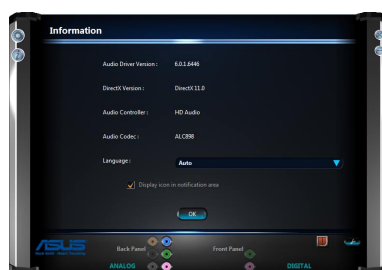 Information
Audio Driver Version : 6.0.1.6446
DirectX Version : DirectX 11.0
Audio Controller : HD Audio
Audio Codec : ALC898
Language : Auto
Display icon in notification area
OK
ASUS
Back Panel Front Panel
ANALOG DIGITAL